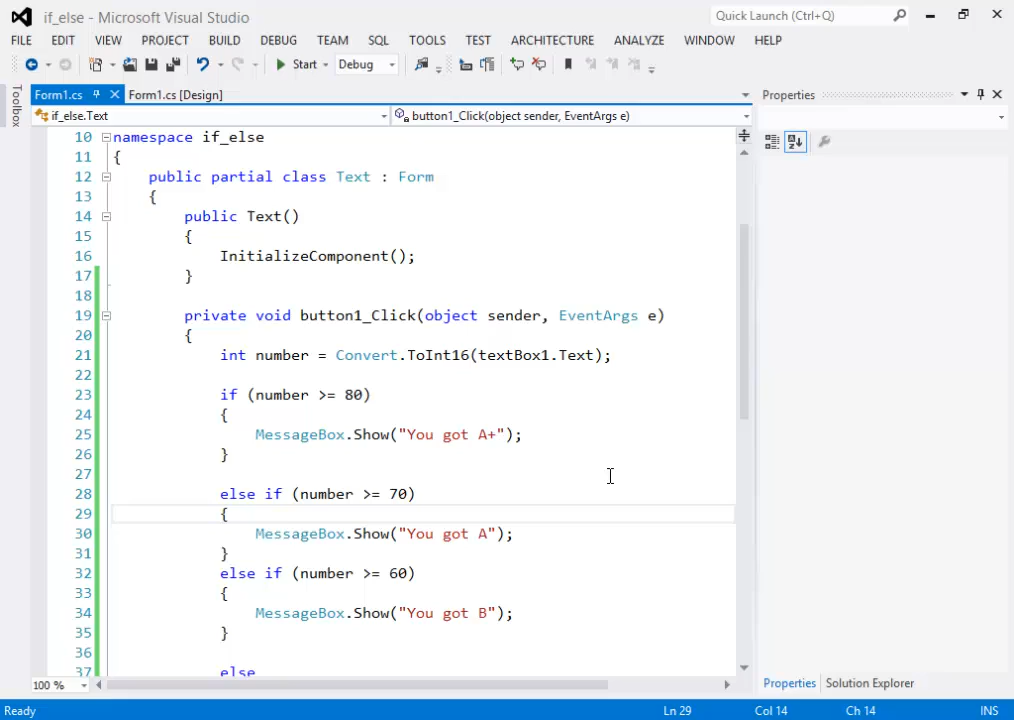 if_else - Microsoft Visual Studio
Quick Launch (Ctrl+Q)
FILE EDIT VIEW PROJECT BUILD DEBUG TEAM SQL TOOLS TEST ARCHITECTURE ANALYZE WINDOW HELP
Start Debug
Toolbox
Form1.cs Form1.cs [Design]
Properties
if_else.Text
button1_Click(object sender, EventArgs e)
10 namespace if_else
11 {
12 public partial class Text : Form
13 {
14 public Text()
15 {
16 InitializeComponent();
17 }
18
19 private void button1_Click(object sender, EventArgs e)
20 {
21 int number = Convert.ToInt16(textBox1.Text);
22
23 if (number >= 80)
24 {
25 MessageBox.Show("You got A+");
26 }
27
28 else if (number >= 70)
29 {
30 MessageBox.Show("You got A");
31 }
32 else if (number >= 60)
33 {
34 MessageBox.Show("You got B");
35 }
36
37 else
100 %
Properties Solution Explorer
Ready Ln 29 Col 14 Ch 14 INS